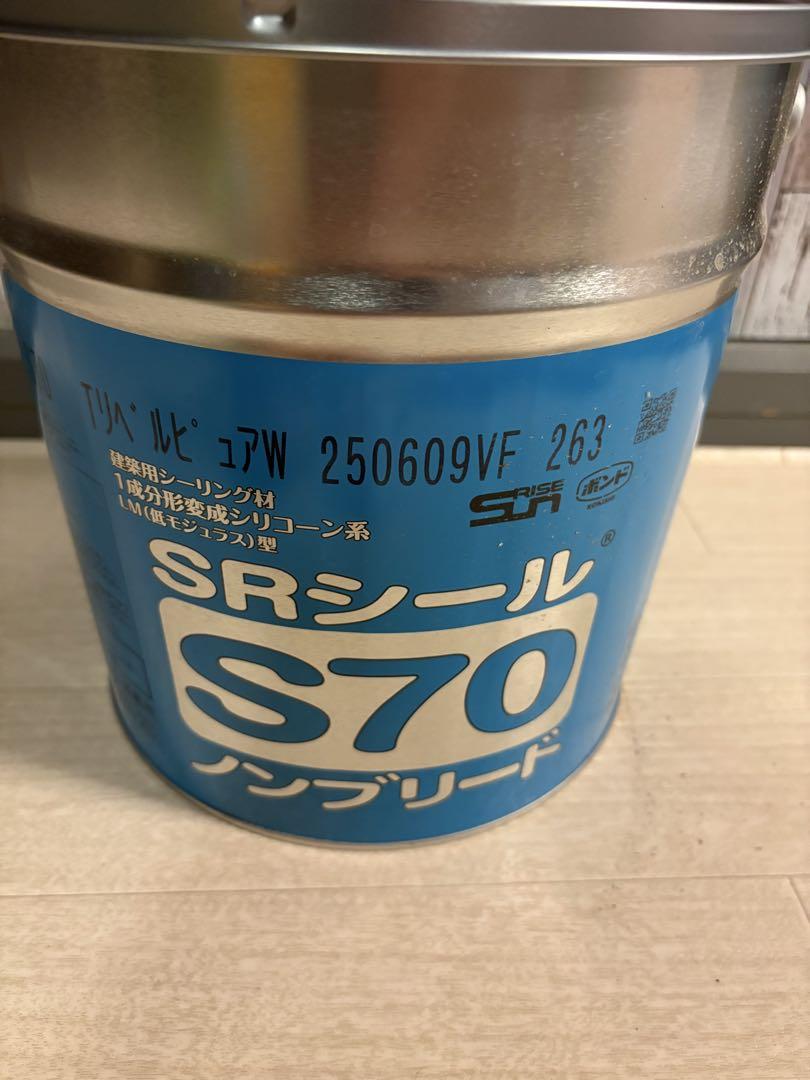 TリベルピュアW 250609VF 263
建築用シーリング材
1成分形変成シリコーン系
LM(低モジュラス)型
SUNRISE
ボンド
SRシール®
S70
ノンブリード